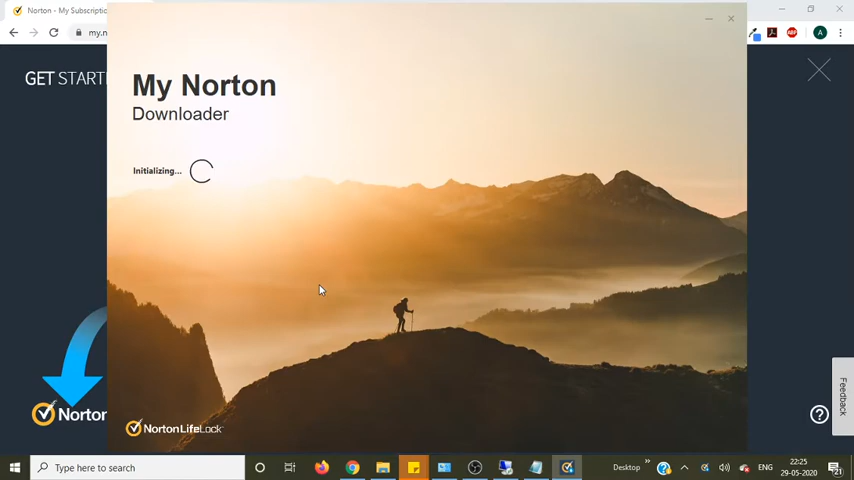 Norton - My Subscriptio
my.n
A
GET START
My Norton
Downloader
Initializing...
Norton
NortonLifeLock
Feedback
?
Type here to search
Desktop
ENG
22:25
29-05-2020
21